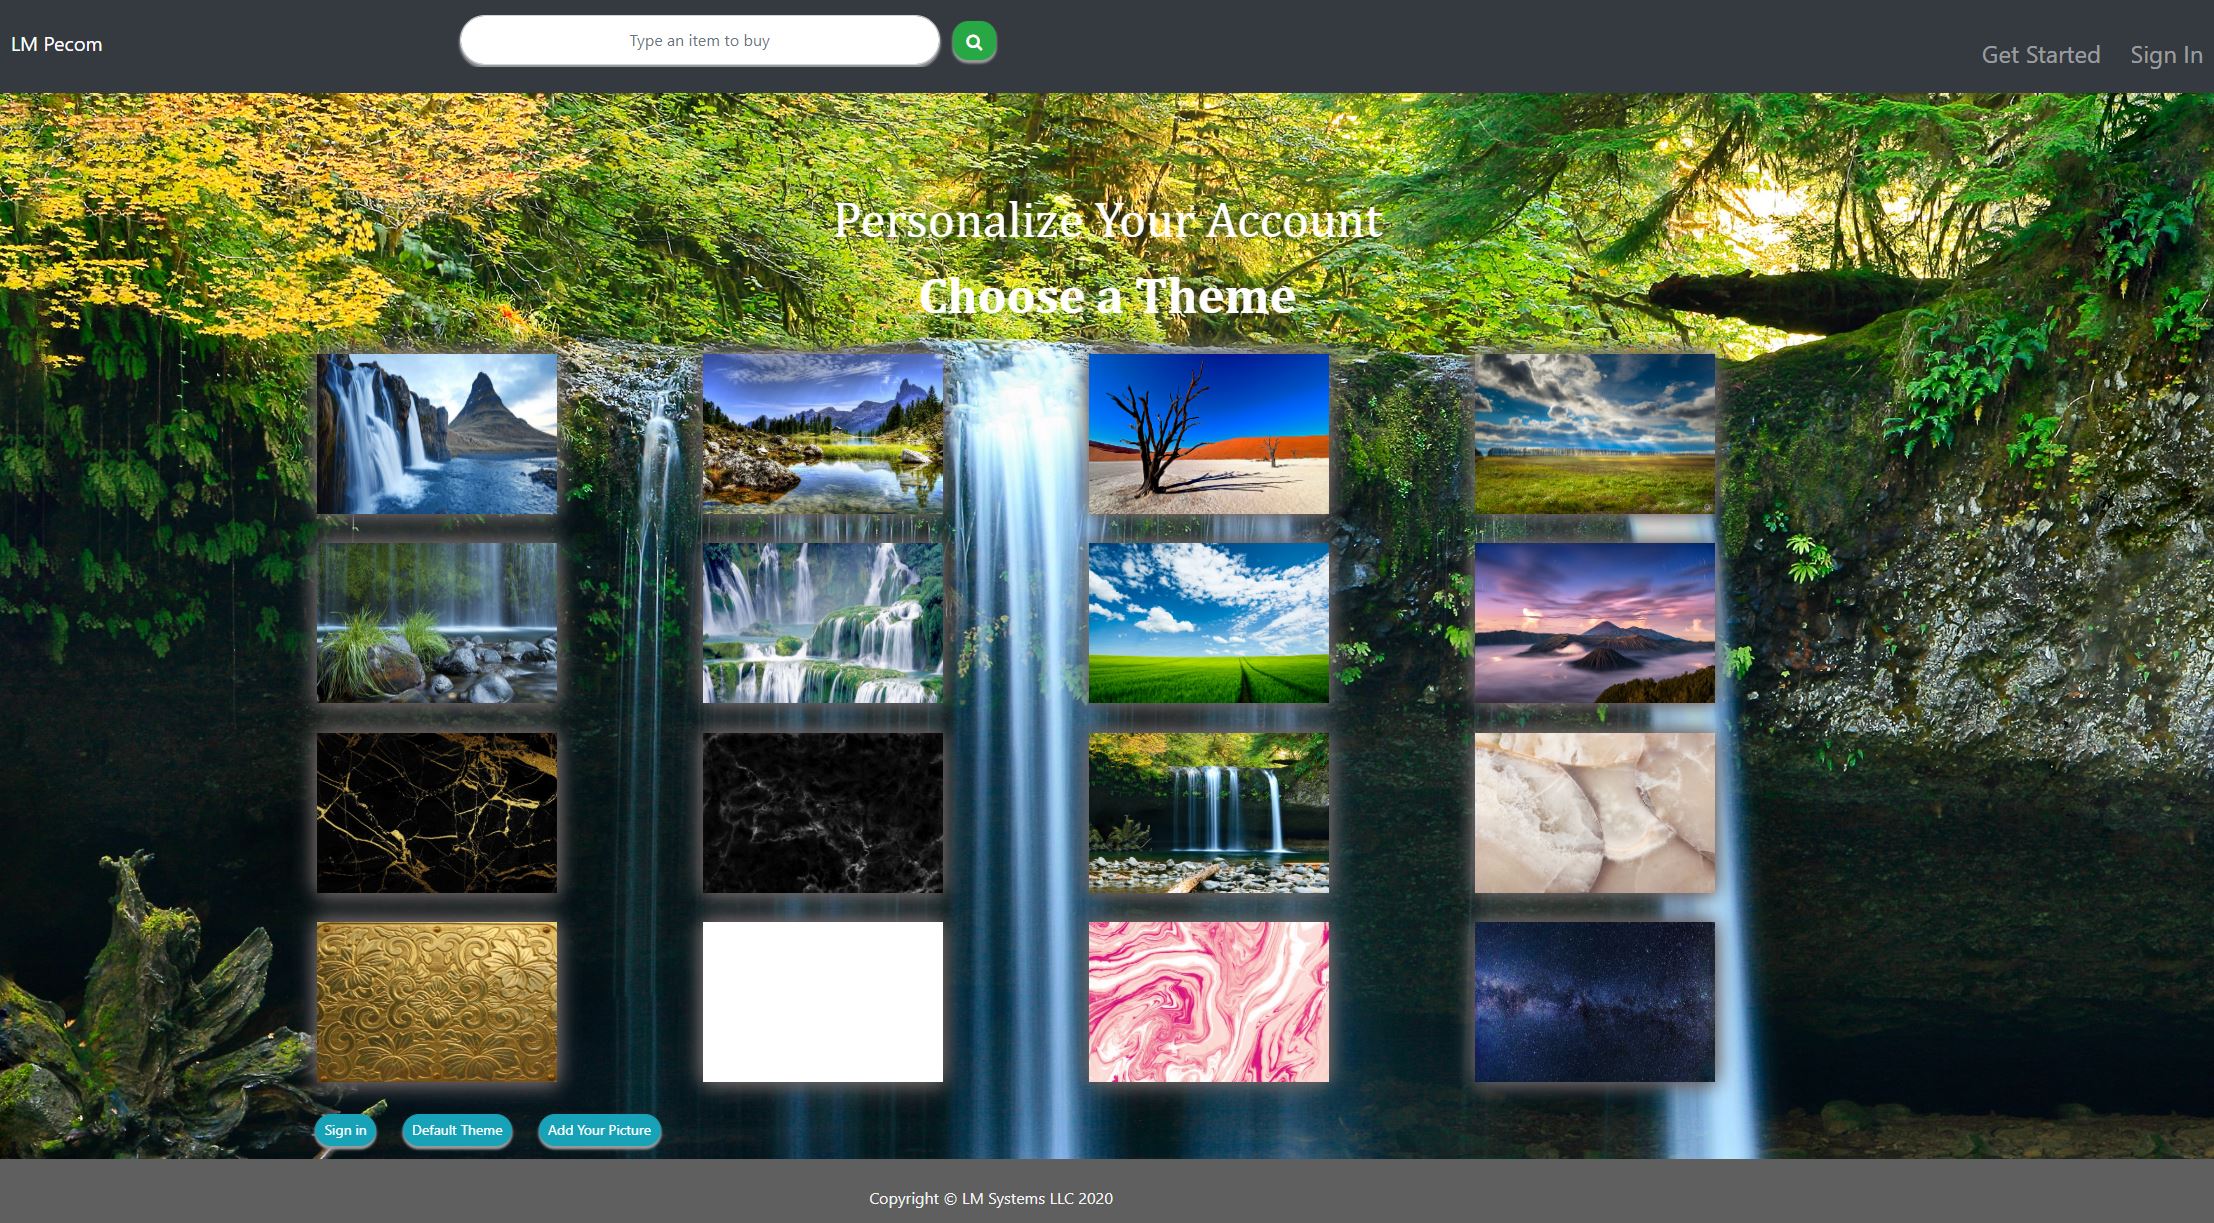 LM Pecom
Type an item to buy
Get Started
Sign In
Personalize Your Account
Choose a Theme
Sign in
Default Theme
Add Your Picture
Copyright © LM Systems LLC 2020